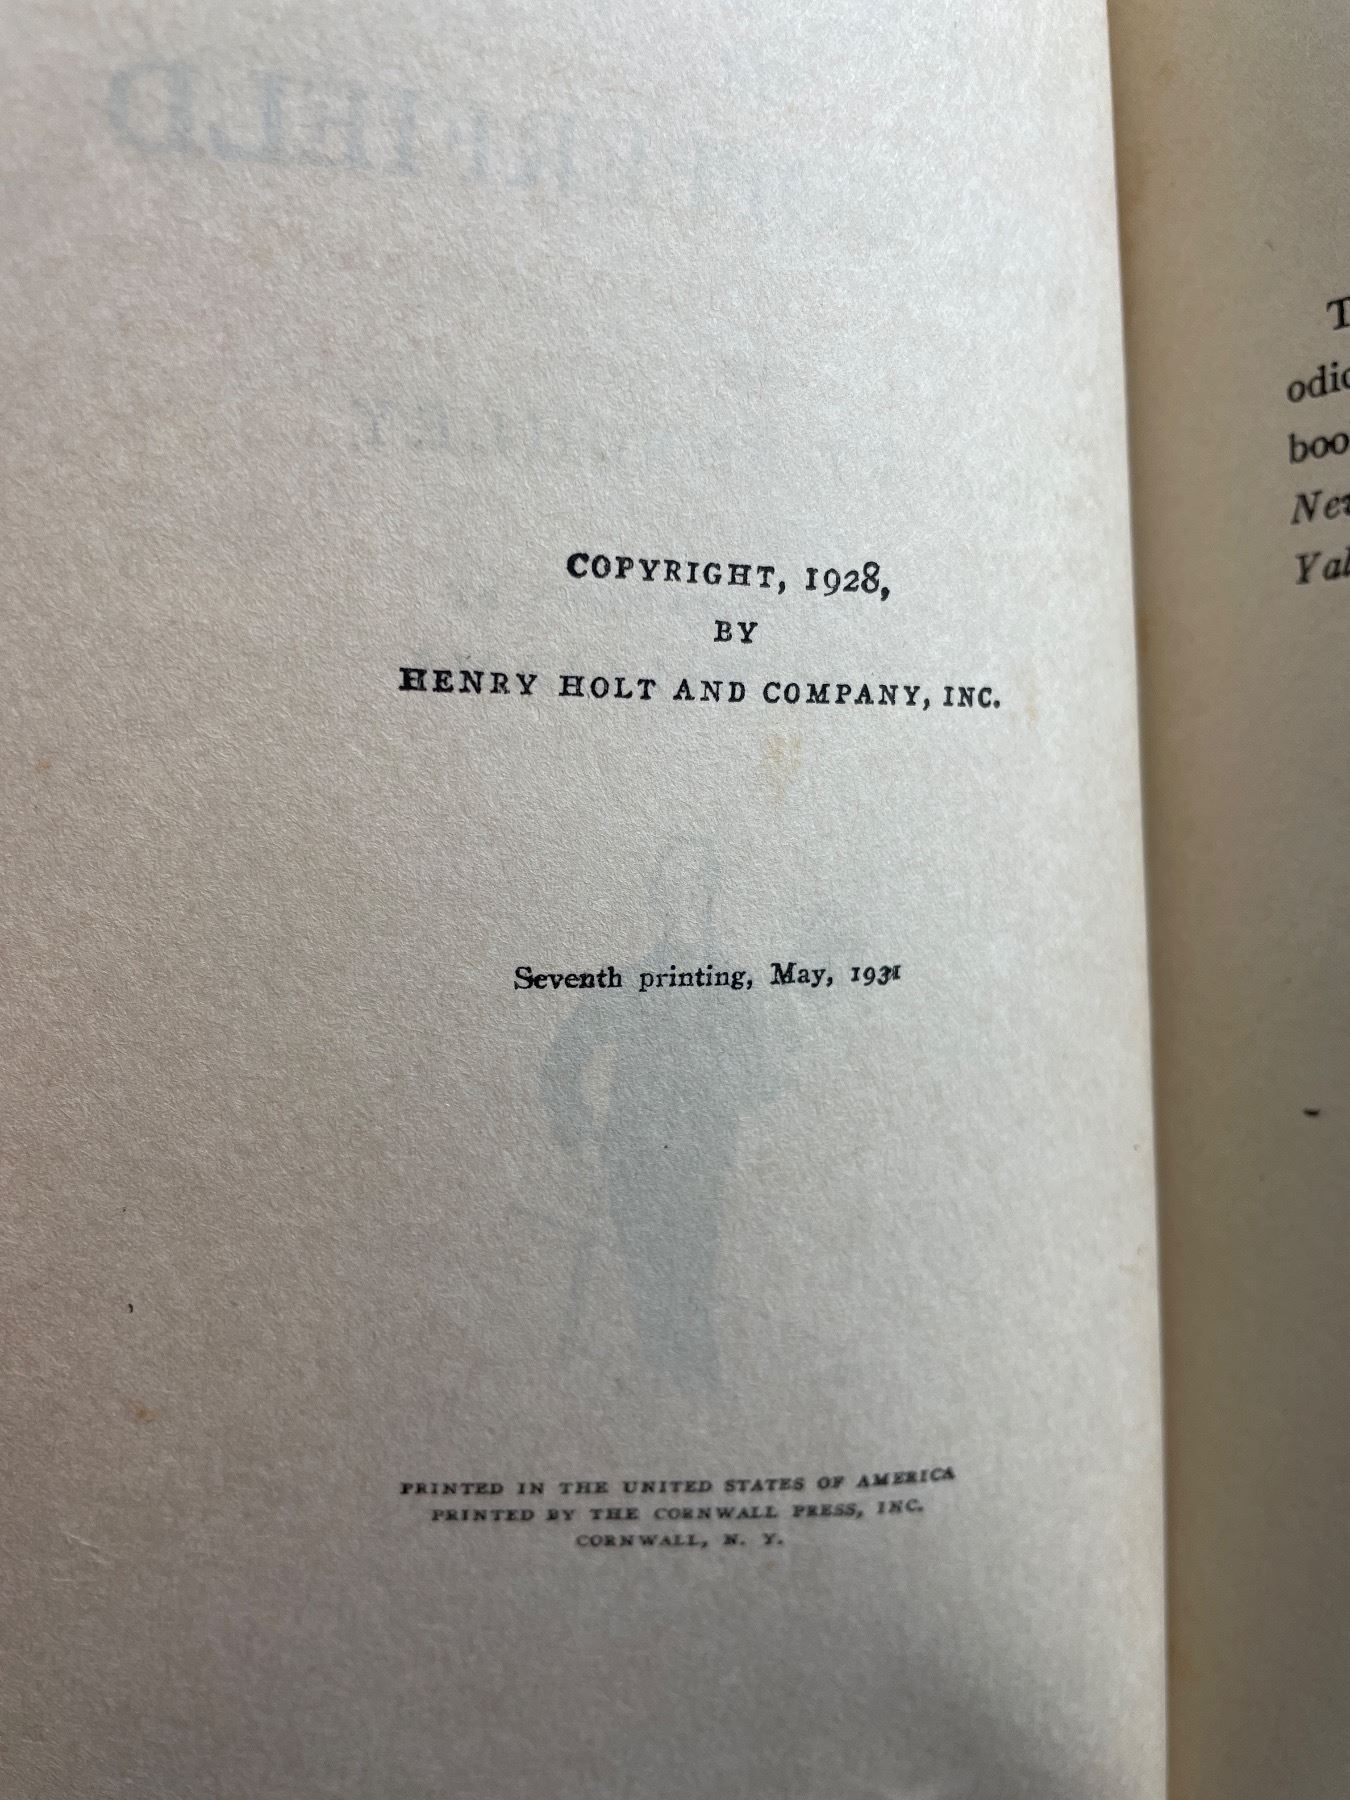 COPYRIGHT, 1928,
BY
HENRY HOLT AND COMPANY, INC.
Seventh printing, May, 1931
PRINTED IN THE UNITED STATES OF AMERICA
PRINTED BY THE CORNWALL PRESS, INC.
CORNWALL, N. Y.